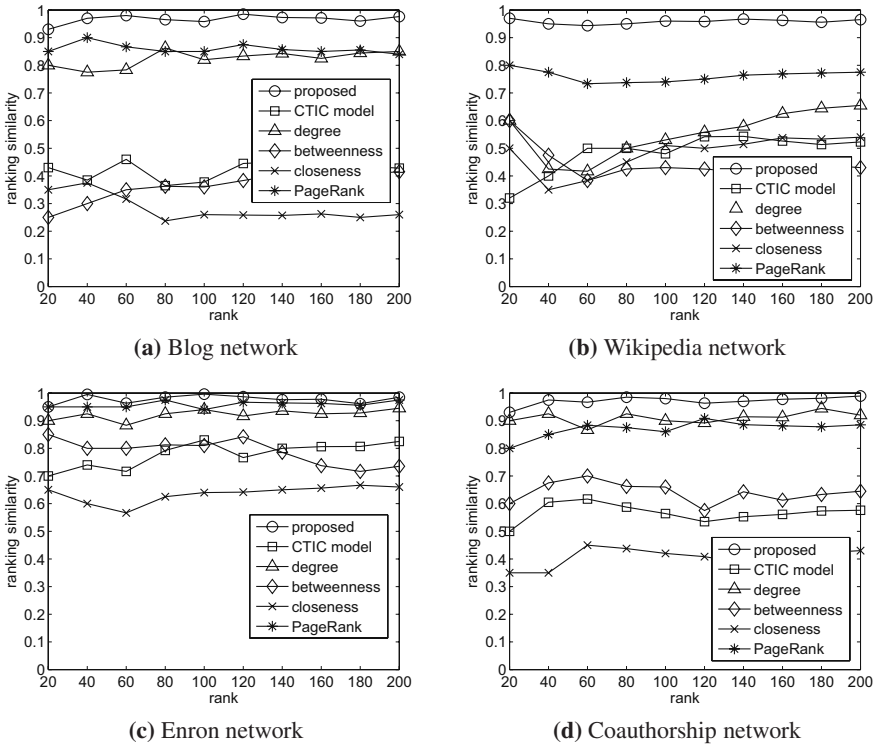 1
0.9
0.8
0.7
0.6
0.5
0.4
0.3
0.2
0.1
0
ranking similarity
proposed
CTIC model
degree
betweenness
closeness
PageRank
20 40 60 80 100 120 140 160 180 200
rank
(a) Blog network
1
0.9
0.8
0.7
0.6
0.5
0.4
0.3
0.2
0.1
0
ranking similarity
proposed
CTIC model
degree
betweenness
closeness
PageRank
20 40 60 80 100 120 140 160 180 200
rank
(b) Wikipedia network
1
0.9
0.8
0.7
0.6
0.5
0.4
0.3
0.2
0.1
0
ranking similarity
proposed
CTIC model
degree
betweenness
closeness
PageRank
20 40 60 80 100 120 140 160 180 200
rank
(c) Enron network
1
0.9
0.8
0.7
0.6
0.5
0.4
0.3
0.2
0.1
0
ranking similarity
proposed
CTIC model
degree
betweenness
closeness
PageRank
20 40 60 80 100 120 140 160 180 200
rank
(d) Coauthorship network